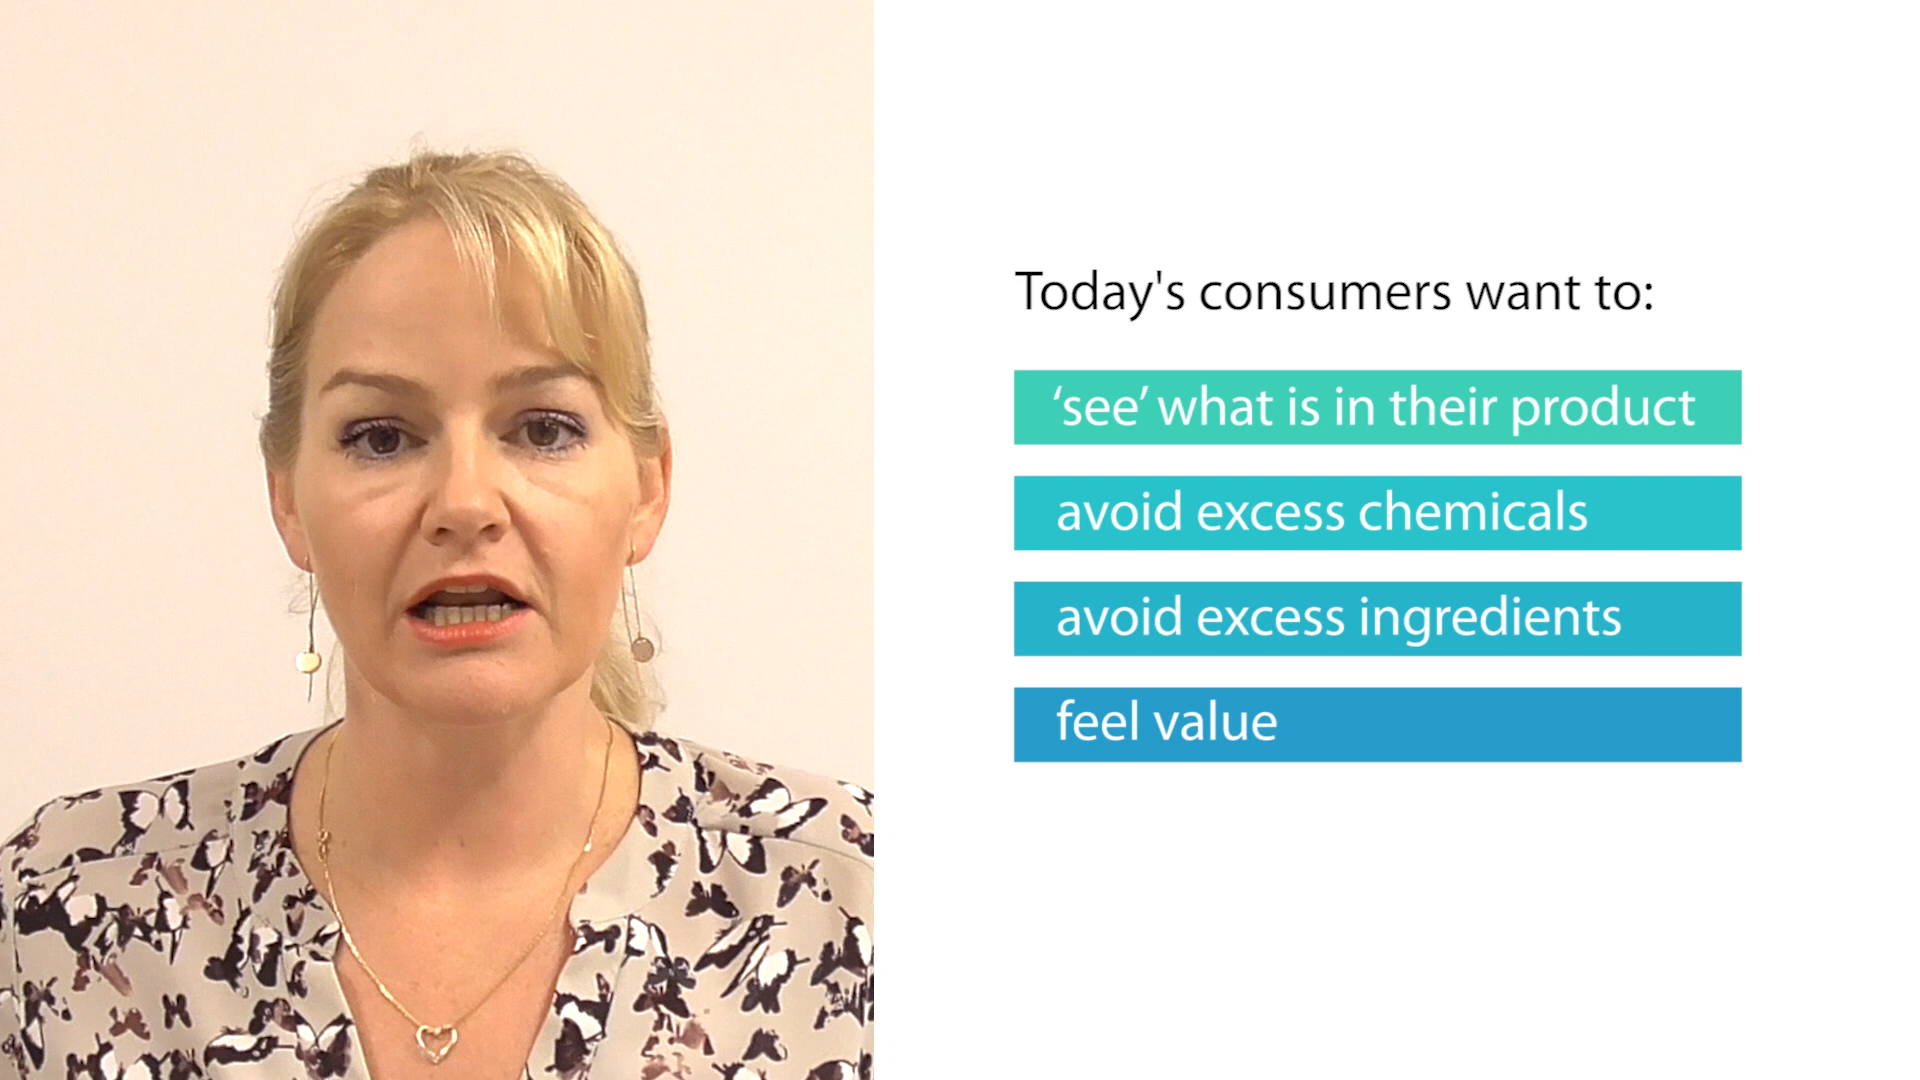 Today's consumers want to:
‘see’ what is in their product
avoid excess chemicals
avoid excess ingredients
feel value